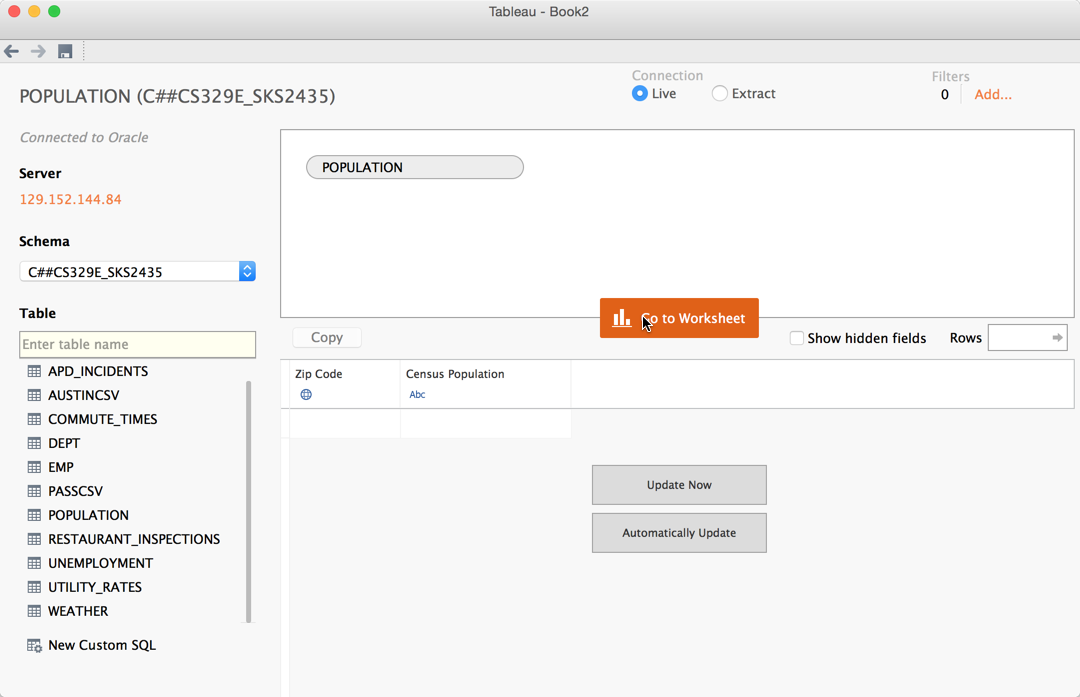 Tableau - Book2
POPULATION (C##CS329E_SKS2435)
Connection
Live
Extract
Filters
0
Add...
Connected to Oracle
Server
129.152.144.84
Schema
C##CS329E_SKS2435
Table
Enter table name
APD_INCIDENTS
AUSTINCSV
COMMUTE_TIMES
DEPT
EMP
PASSCSV
POPULATION
RESTAURANT_INSPECTIONS
UNEMPLOYMENT
UTILITY_RATES
WEATHER
New Custom SQL
POPULATION
Go to Worksheet
Copy
Show hidden fields
Rows
Zip Code
Census Population
Abc
Update Now
Automatically Update